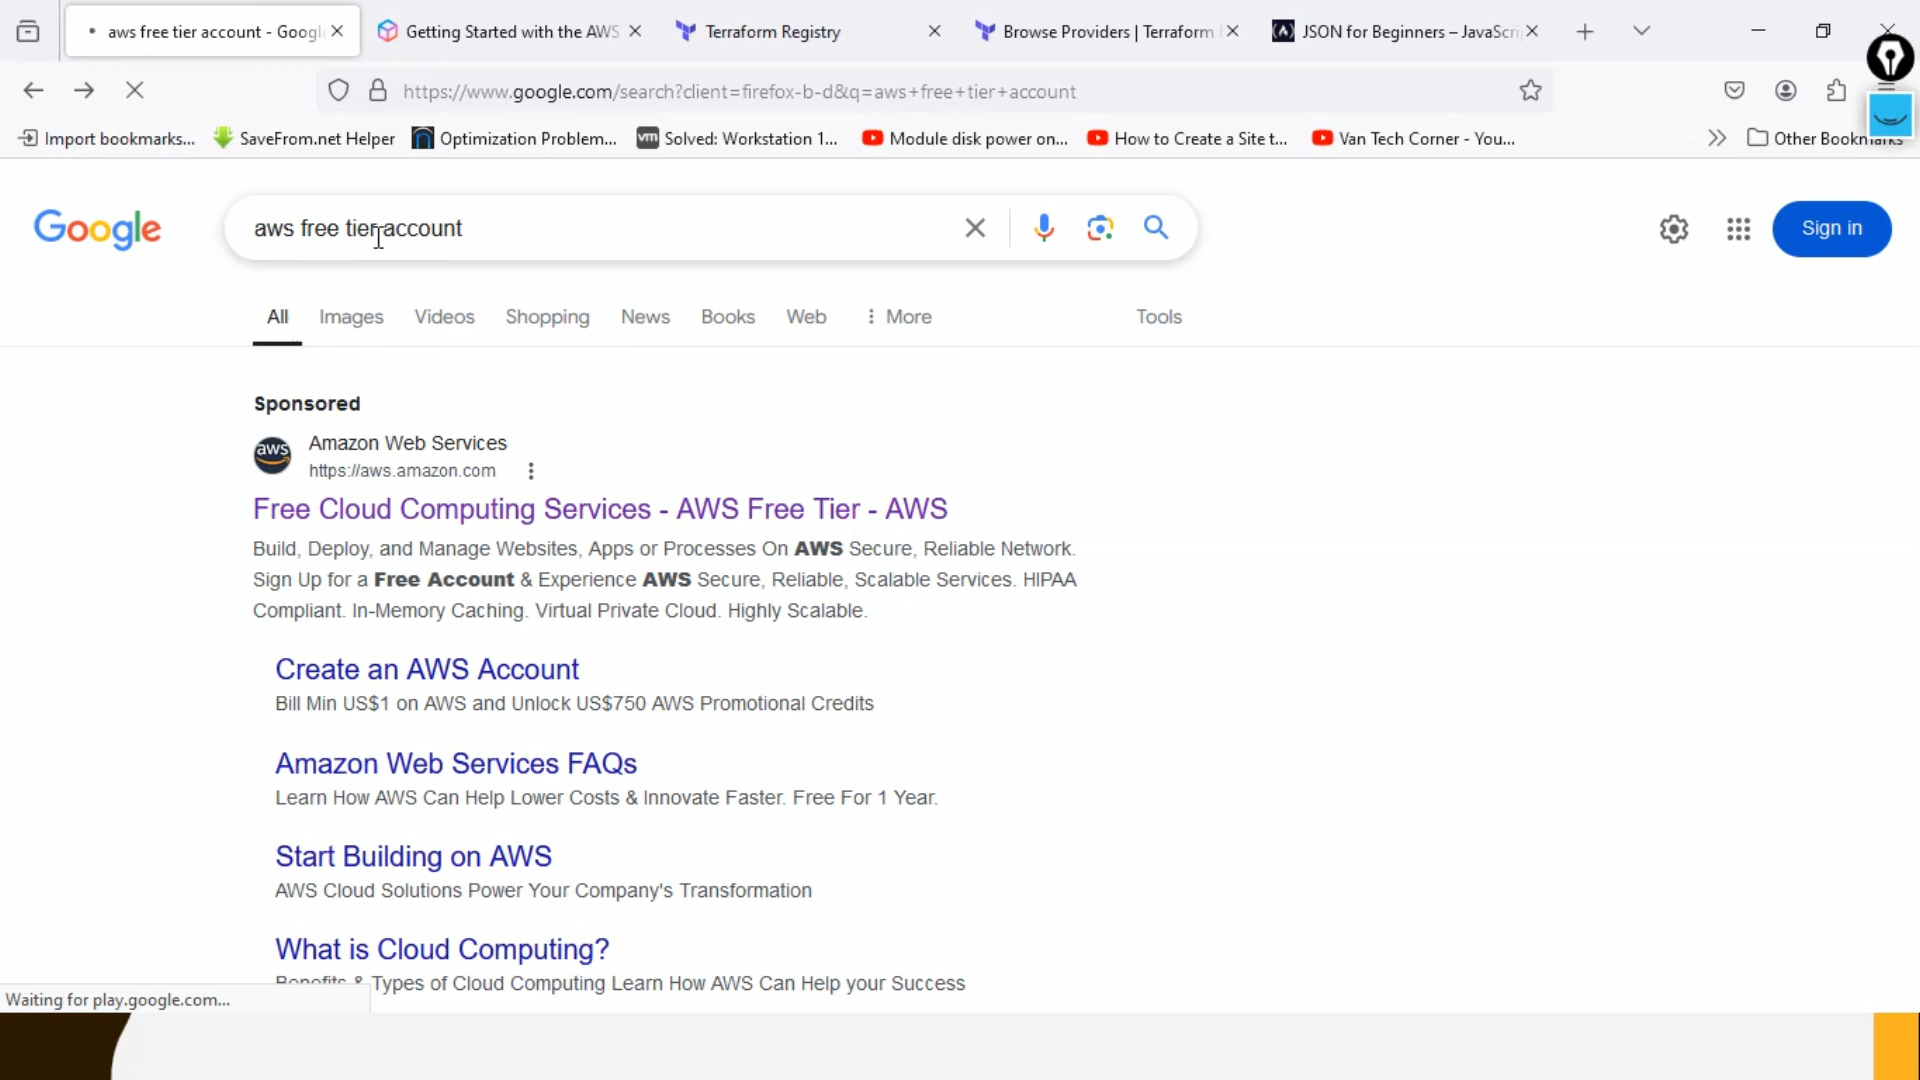 aws free tier account - Googl
Getting Started with the AWS
Terraform Registry
Browse Providers | Terraform
JSON for Beginners – JavaScri
https://www.google.com/search?client=firefox-b-d&q=aws+free+tier+account
Import bookmarks...
SaveFrom.net Helper
Optimization Problem...
vm Solved: Workstation 1...
Module disk power on...
How to Create a Site t...
Van Tech Corner - You...
Other Bookmarks
Google
aws free tier account
Sign in
All Images Videos Shopping News Books Web More Tools
Sponsored
aws
Amazon Web Services
https://aws.amazon.com
Free Cloud Computing Services - AWS Free Tier - AWS
Build, Deploy, and Manage Websites, Apps or Processes On AWS Secure, Reliable Network.
Sign Up for a Free Account & Experience AWS Secure, Reliable, Scalable Services. HIPAA
Compliant. In-Memory Caching. Virtual Private Cloud. Highly Scalable.
Create an AWS Account
Bill Min US$1 on AWS and Unlock US$750 AWS Promotional Credits
Amazon Web Services FAQs
Learn How AWS Can Help Lower Costs & Innovate Faster. Free For 1 Year.
Start Building on AWS
AWS Cloud Solutions Power Your Company's Transformation
What is Cloud Computing?
Benefits & Types of Cloud Computing Learn How AWS Can Help your Success
Waiting for play.google.com...